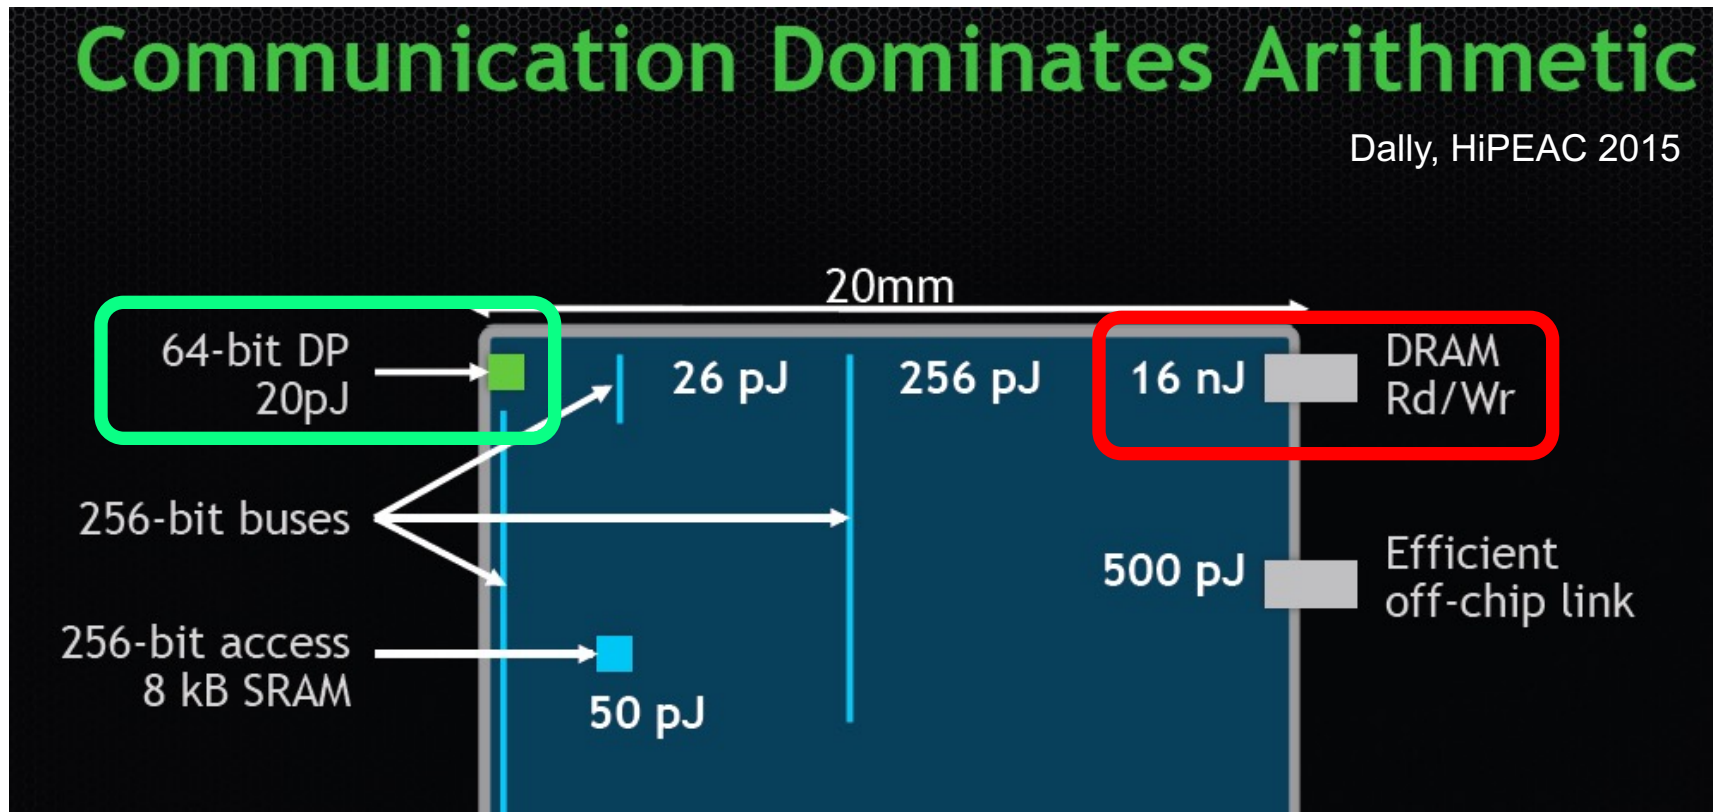 Communication Dominates Arithmetic
Dally, HiPEAC 2015
20mm
64-bit DP
20pJ
26 pJ
256 pJ
16 nJ
DRAM
Rd/Wr
256-bit buses
500 pJ
Efficient
off-chip link
256-bit access
8 kB SRAM
50 pJ